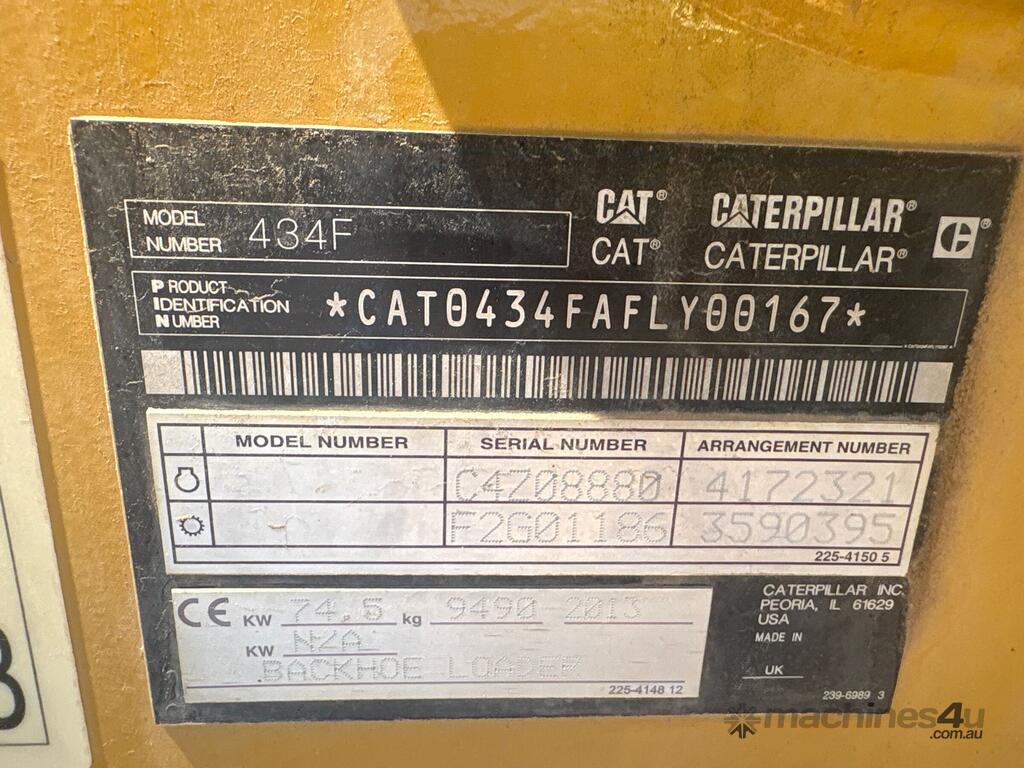 MODEL NUMBER 434F
CAT® CATERPILLAR®
CAT® CATERPILLAR®
PRODUCT IDENTIFICATION NUMBER *CAT0434FAFLY00167*
MODEL NUMBER SERIAL NUMBER ARRANGEMENT NUMBER
C4Z08880 4172321
F2G01186 3590395
225-4150 5
CE KW 74,5 kg 9490 2013
KW N/A
BACKHOE LOADER
225-4148 12
CATERPILLAR INC.
PEORIA, IL 61629
USA
MADE IN
UK
239-6989 3
8
machines4u
.com.au